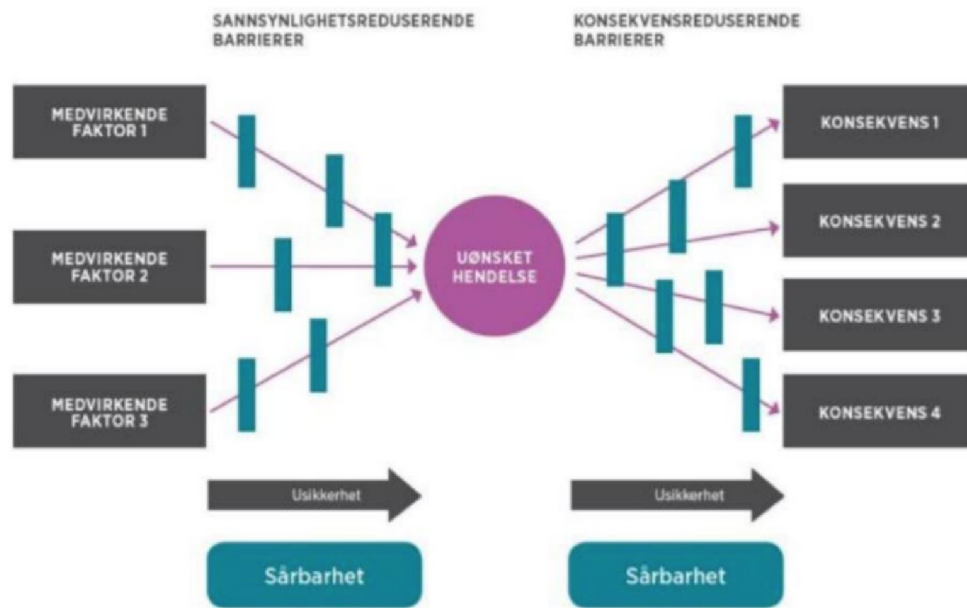 SANNSYNLIGHETSREDUSERENDE
BARRIERER
KONSEKVENSREDUSERENDE
BARRIERER
MEDVIRKENDE
FAKTOR 1
MEDVIRKENDE
FAKTOR 2
MEDVIRKENDE
FAKTOR 3
UØNSKET
HENDELSE
KONSEKVENS 1
KONSEKVENS 2
KONSEKVENS 3
KONSEKVENS 4
Usikkerhet
Usikkerhet
Sårbarhet
Sårbarhet